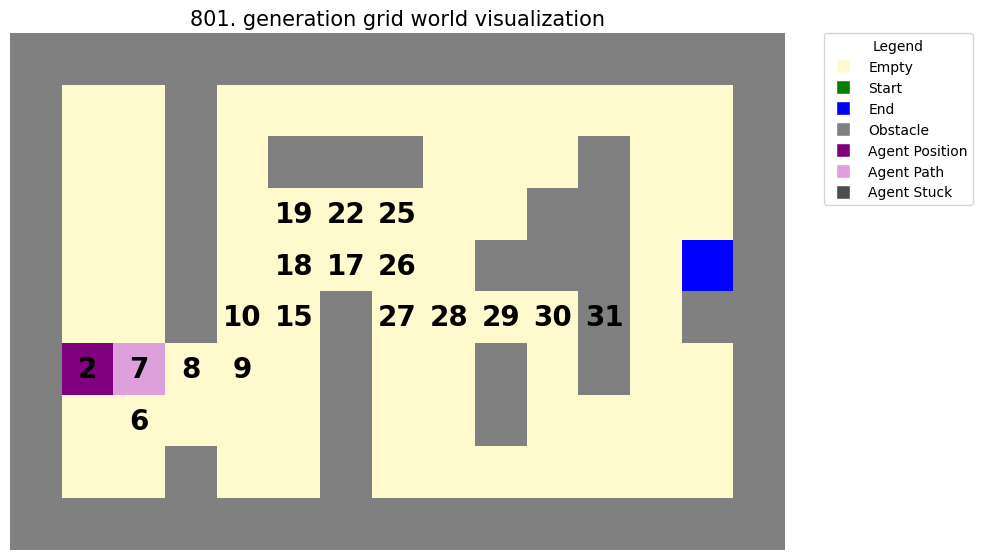 801. generation grid world visualization
Legend
Empty
Start
End
Obstacle
Agent Position
Agent Path
Agent Stuck
19 22 25
18 17 26
10 15 27 28 29 30 31
2 7 8 9
6